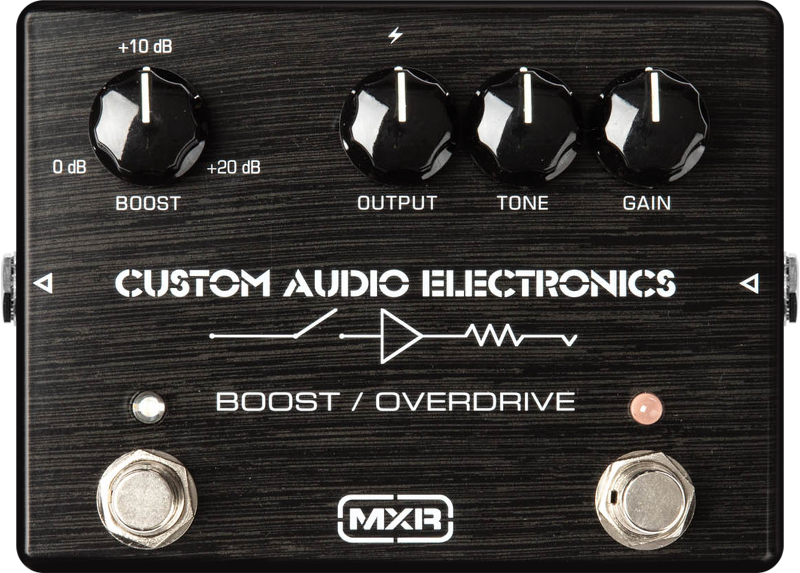 +10 dB
0 dB
+20 dB
BOOST
OUTPUT
TONE
GAIN
CUSTOM AUDIO ELECTRONICS
BOOST / OVERDRIVE
MXR